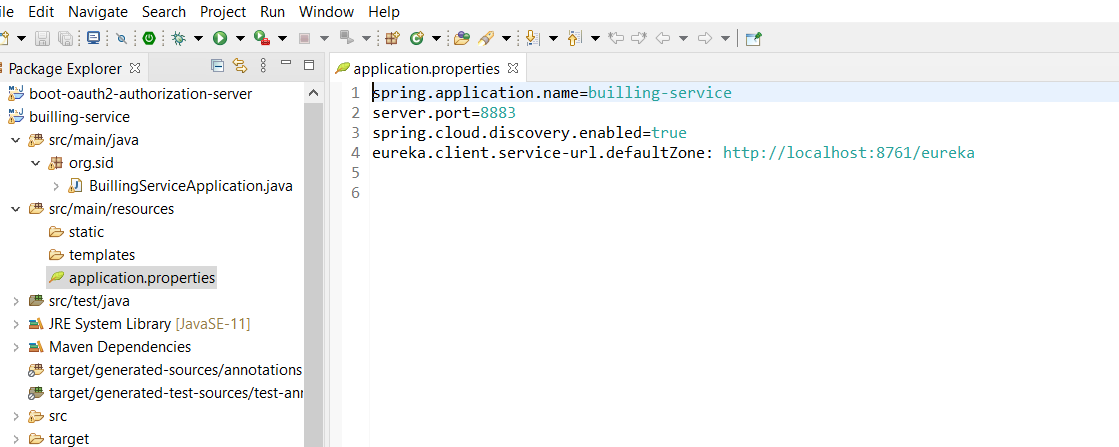 ile Edit Navigate Search Project Run Window Help
Package Explorer
boot-oauth2-authorization-server
builling-service
src/main/java
org.sid
BuillingServiceApplication.java
src/main/resources
static
templates
application.properties
src/test/java
JRE System Library [JavaSE-11]
Maven Dependencies
target/generated-sources/annotations
target/generated-test-sources/test-ann
src
target
application.properties
1 spring.application.name=builling-service
2 server.port=8883
3 spring.cloud.discovery.enabled=true
4 eureka.client.service-url.defaultZone: http://localhost:8761/eureka
5
6